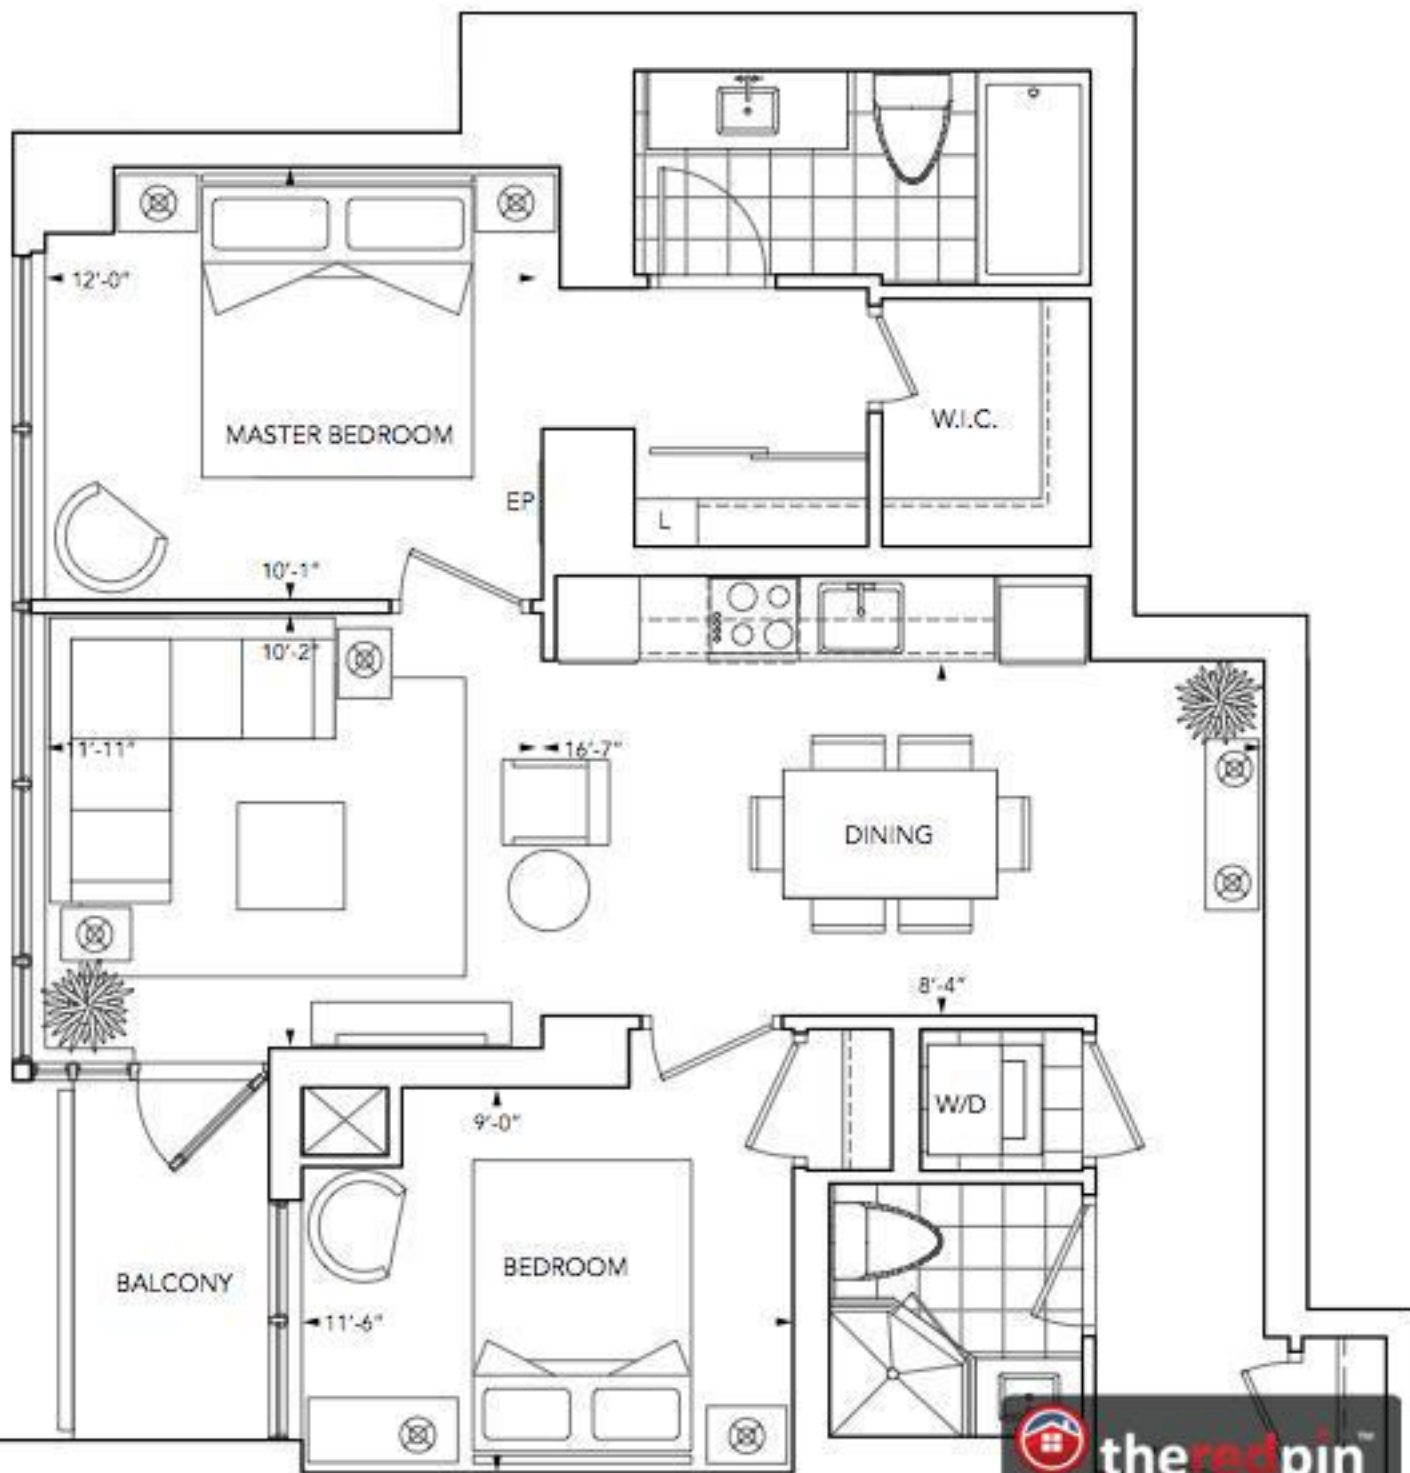 12'-0"
MASTER BEDROOM
W.I.C.
EP
L
10'-1"
10'-2"
11'-11"
16'-7"
DINING
8'-4"
W/D
9'-0"
BEDROOM
BALCONY
11'-6"
theredpin™